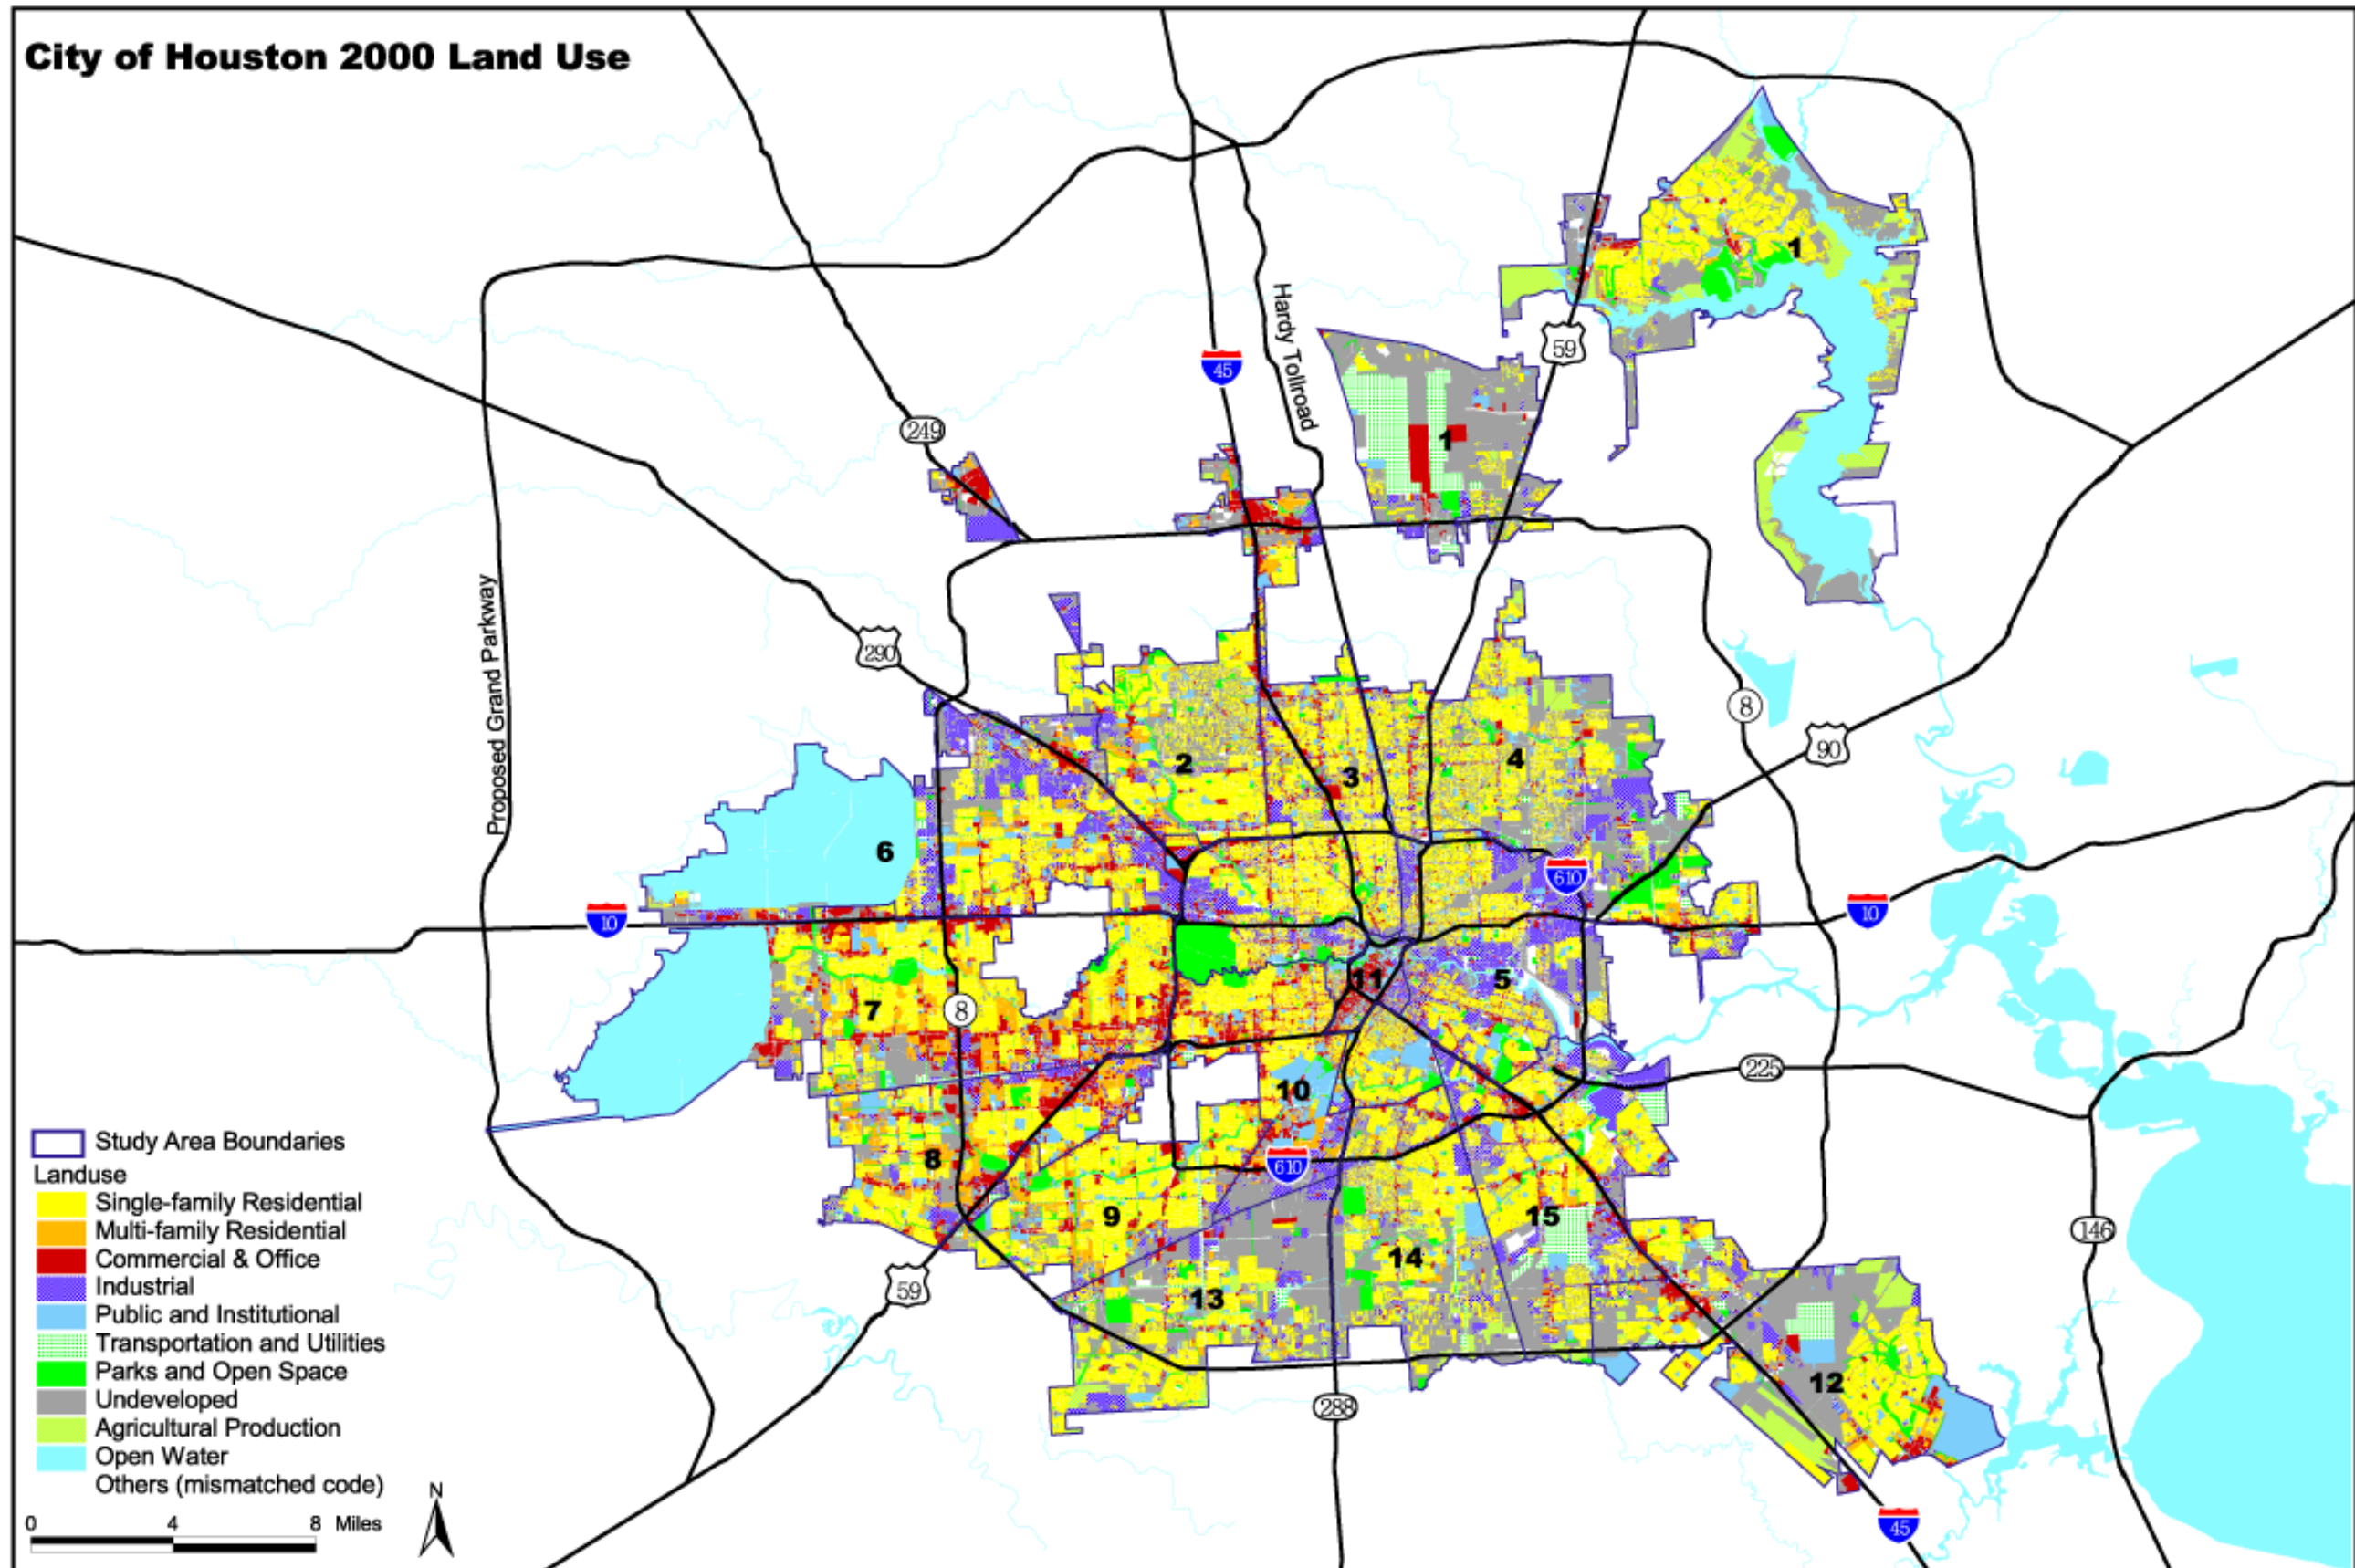 City of Houston 2000 Land Use
1
Hardy Tollroad
59
45
249
1
Proposed Grand Parkway
290
8
90
2
3
4
6
610
10
10
11
5
7
8
225
10
8
610
9
15
146
14
59
13
12
288
45
Study Area Boundaries
Landuse
Single-family Residential
Multi-family Residential
Commercial & Office
Industrial
Public and Institutional
Transportation and Utilities
Parks and Open Space
Undeveloped
Agricultural Production
Open Water
Others (mismatched code)
N
0 4 8 Miles